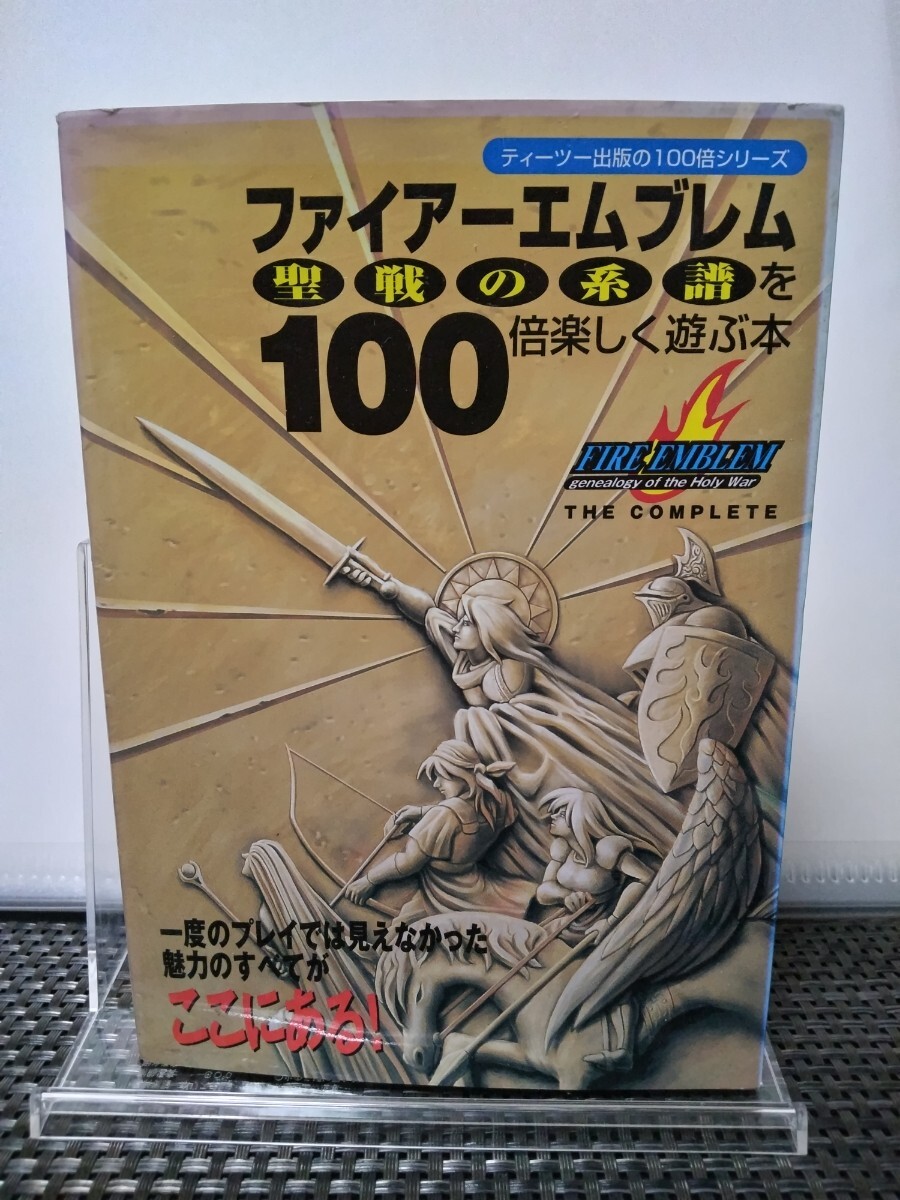 ティーツー出版の100倍シリーズ
ファイアーエムブレム
聖戦の系譜を
100倍楽しく遊ぶ本
FIRE EMBLEM
genealogy of the Holy War
THE COMPLETE
一度のプレイでは見えなかった
魅力のすべてが
ここにある!